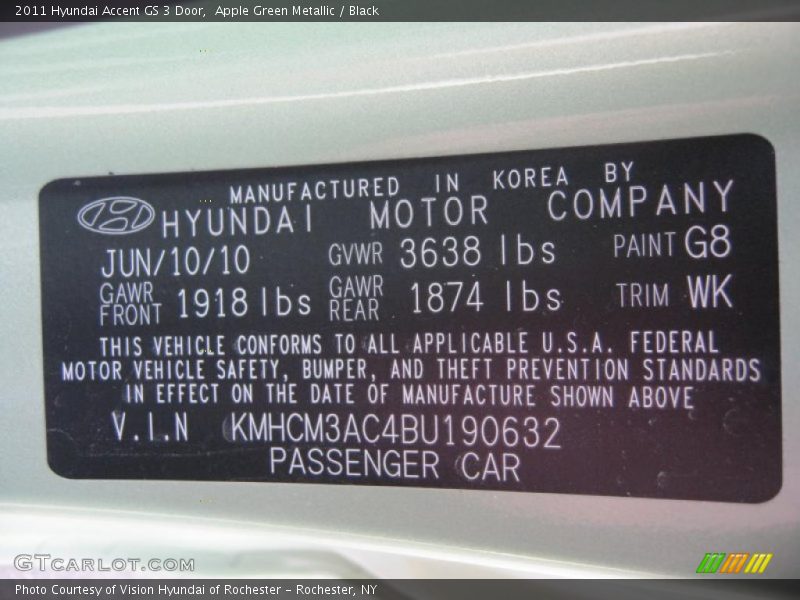 2011 Hyundai Accent GS 3 Door, Apple Green Metallic / Black
MANUFACTURED IN KOREA BY
HYUNDAI MOTOR COMPANY
JUN/10/10 GVWR 3638 lbs PAINT G8
GAWR FRONT 1918 lbs GAWR REAR 1874 lbs TRIM WK
THIS VEHICLE CONFORMS TO ALL APPLICABLE U.S.A. FEDERAL
MOTOR VEHICLE SAFETY, BUMPER, AND THEFT PREVENTION STANDARDS
IN EFFECT ON THE DATE OF MANUFACTURE SHOWN ABOVE
V.I.N KMHCM3AC4BU190632
PASSENGER CAR
GTCARLOT.COM
Photo Courtesy of Vision Hyundai of Rochester - Rochester, NY